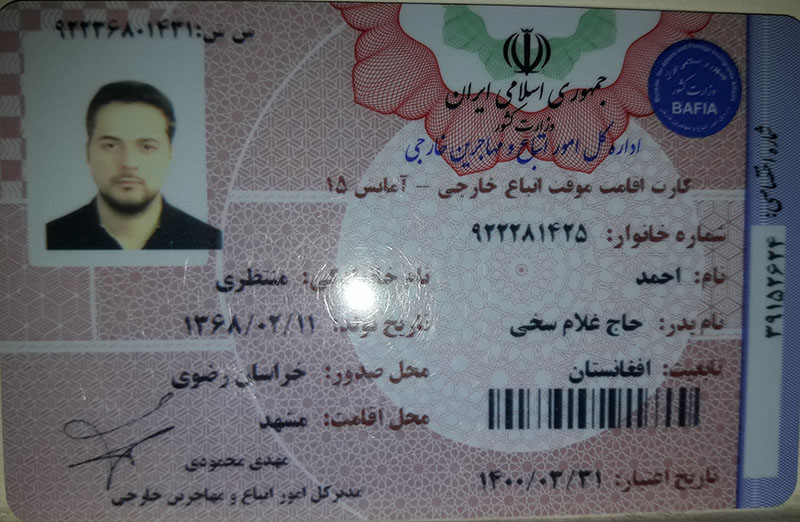 س س: ۹۲۲۳۶۸۰۱۴۳۱
جمهوری اسلامی ایران
وزارت کشور
اداره کل امور اتباع و مهاجرین خارجی
جمهوری اسلامی ایران
وزارت کشور
BAFIA
کارت اقامت موقت اتباع خارجی - آمایش ۱۵
شماره خانوار: ۹۲۲۲۸۱۴۲۵
نام: احمد
نام خانوادگی: منتظری
نام پدر: حاج غلام سخی
تاریخ تولد: ۱۳۶۸/۰۲/۱۱
تابعیت: افغانستان
محل صدور: خراسان رضوی
محل اقامت: مشهد
تاریخ اعتبار: ۱۴۰۰/۰۳/۳۱
مهدی محمودی
مدیرکل امور اتباع و مهاجرین خارجی
شماره اختصاصی: ۳۹۱۵۲۶۲۴